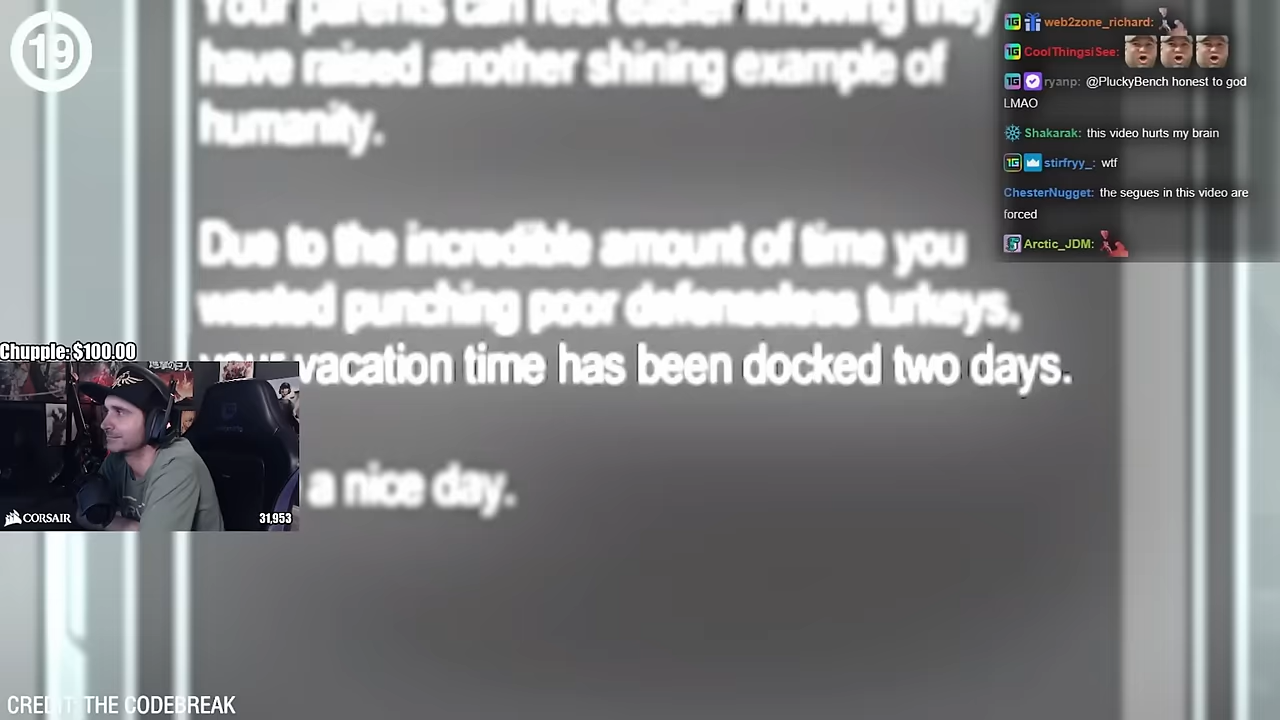 19
Your parents can rest easier knowing they
have raised another shining example of
humanity.
Due to the incredible amount of time you
wasted punching poor defenseless turkeys,
your vacation time has been docked two days.
a nice day.
web2zone_richard:
CoolThingsiSee:
ryanp: @PluckyBench honest to god
LMAO
Shakarak: this video hurts my brain
stirfryy_: wtf
ChesterNugget: the segues in this video are
forced
Arctic_JDM:
Chupple: $100.00
CORSAIR
31,953
CREDIT: THE CODEBREAK